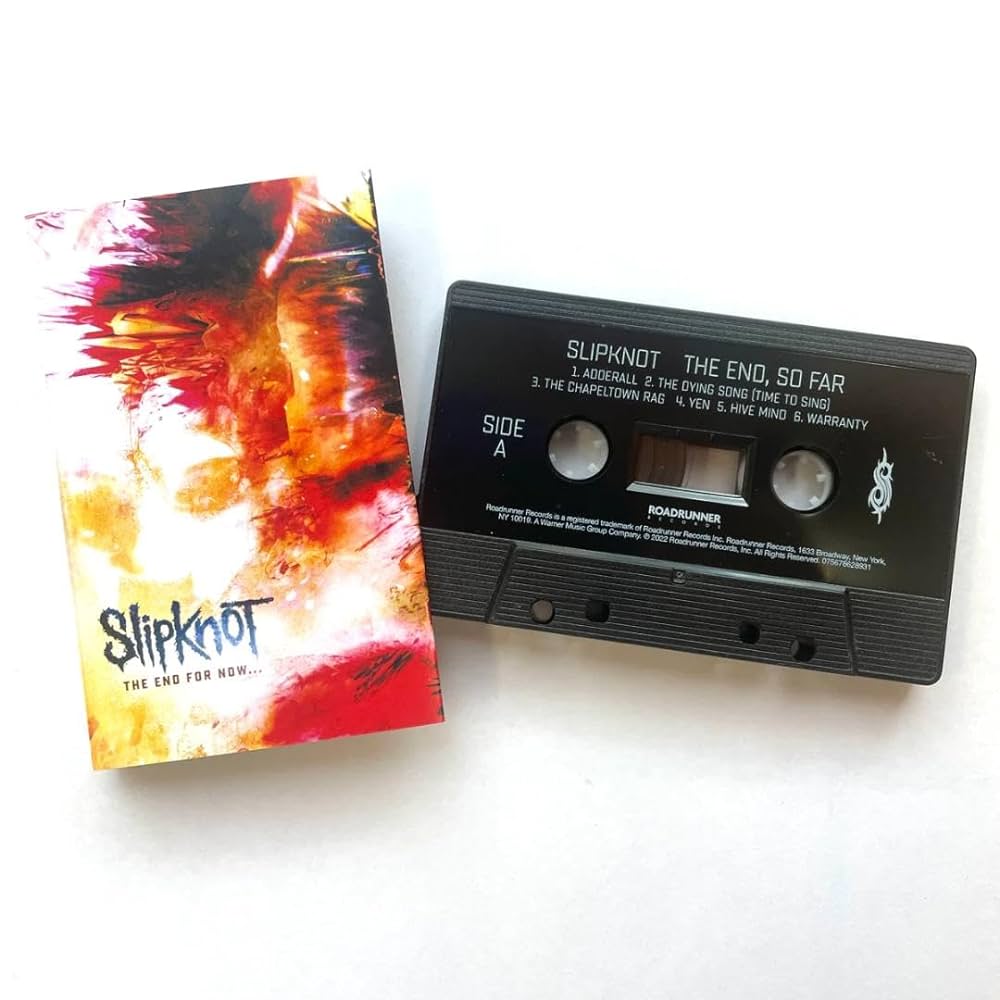 Slipknot
THE END FOR NOW...
SLIPKNOT THE END, SO FAR
1. ADDERALL 2. THE DYING SONG (TIME TO SING)
3. THE CHAPELTOWN RAG 4. YEN 5. HIVE MIND 6. WARRANTY
SIDE
A
ROADRUNNER
RECORDS
Roadrunner Records is a registered trademark of Roadrunner Records Inc. Roadrunner Records, 1633 Broadway, New York,
NY 10019. A Warner Music Group Company. ℗ 2022 Roadrunner Records, Inc. All Rights Reserved. 075678628931